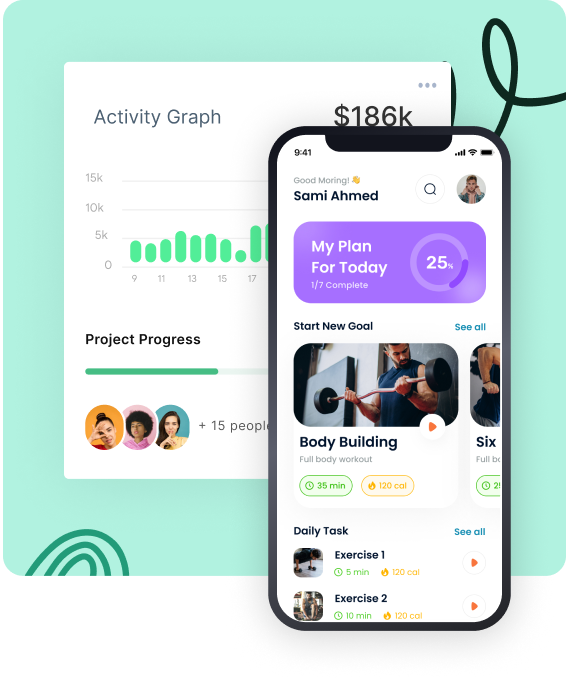 Activity Graph
$186k
15k
10k
5k
0
9
11
13
15
17
Project Progress
+ 15 people
9:41
Good Moring! 👋
Sami Ahmed
My Plan
For Today
1/7 Complete
25%
Start New Goal
See all
Body Building
Full body workout
35 min
120 cal
Six
Full
Daily Task
See all
Exercise 1
5 min
120 cal
Exercise 2
10 min
120 cal